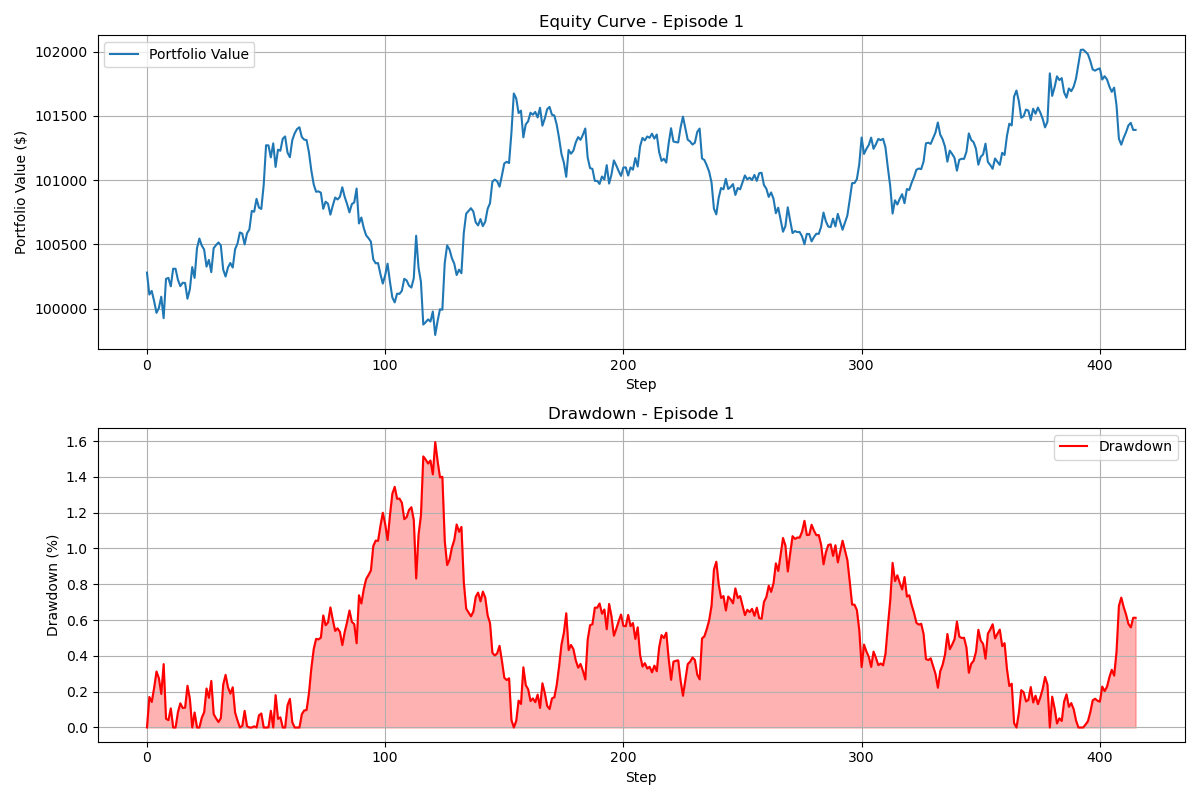 Equity Curve - Episode 1
Portfolio Value
Portfolio Value ($)
102000
101500
101000
100500
100000
0 100 200 300 400
Step
Drawdown - Episode 1
Drawdown
Drawdown (%)
1.6
1.4
1.2
1.0
0.8
0.6
0.4
0.2
0.0
0 100 200 300 400
Step